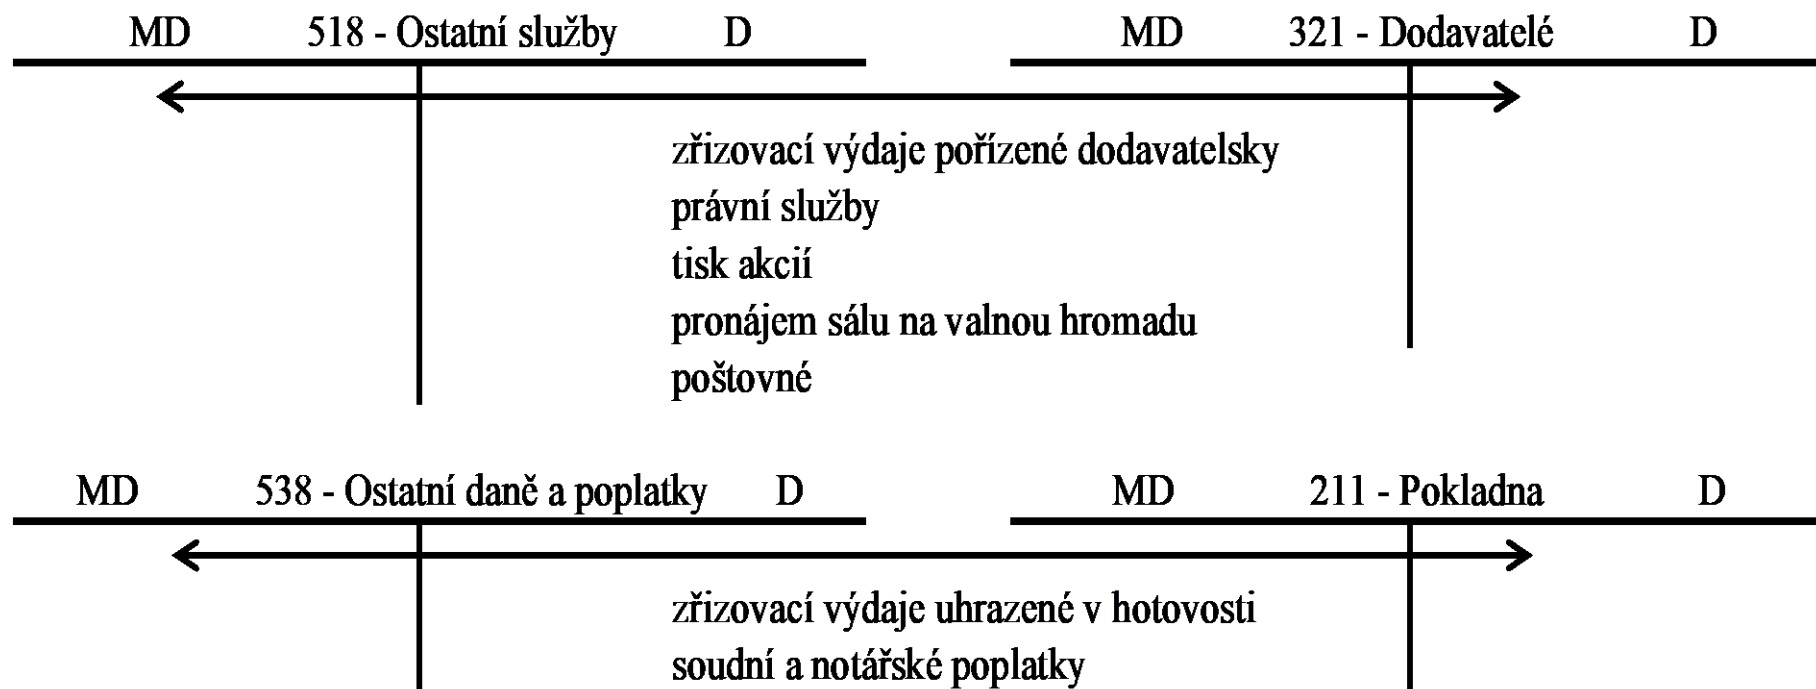 MD 518 - Ostatní služby D MD 321 - Dodavatelé D
zřizovací výdaje pořízené dodavatelsky
právní služby
tisk akcií
pronájem sálu na valnou hromadu
poštovné
MD 538 - Ostatní daně a poplatky D MD 211 - Pokladna D
zřizovací výdaje uhrazené v hotovosti
soudní a notářské poplatky